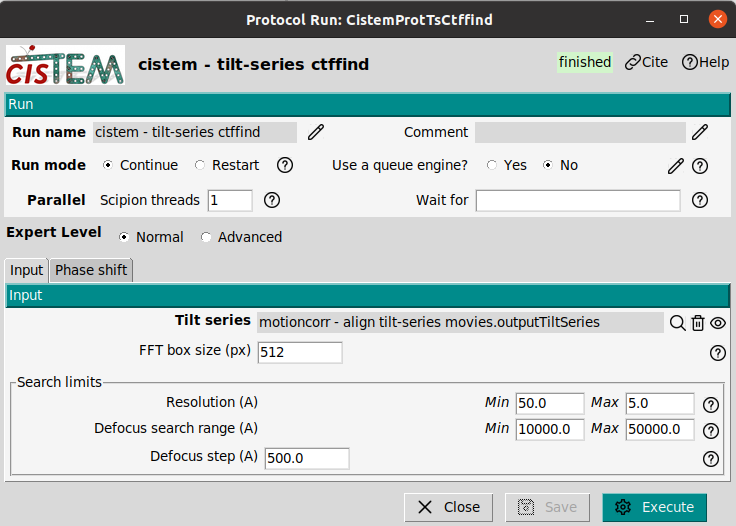 Protocol Run: CistemProtTsCtffind
cisTEM cistem - tilt-series ctffind finished Cite Help
Run
Run name cistem - tilt-series ctffind Comment
Run mode Continue Restart Use a queue engine? Yes No
Parallel Scipion threads 1 Wait for
Expert Level Normal Advanced
Input Phase shift
Input
Tilt series motioncorr - align tilt-series movies.outputTiltSeries
FFT box size (px) 512
Search limits
Resolution (A) Min 50.0 Max 5.0
Defocus search range (A) Min 10000.0 Max 50000.0
Defocus step (A) 500.0
Close Save Execute